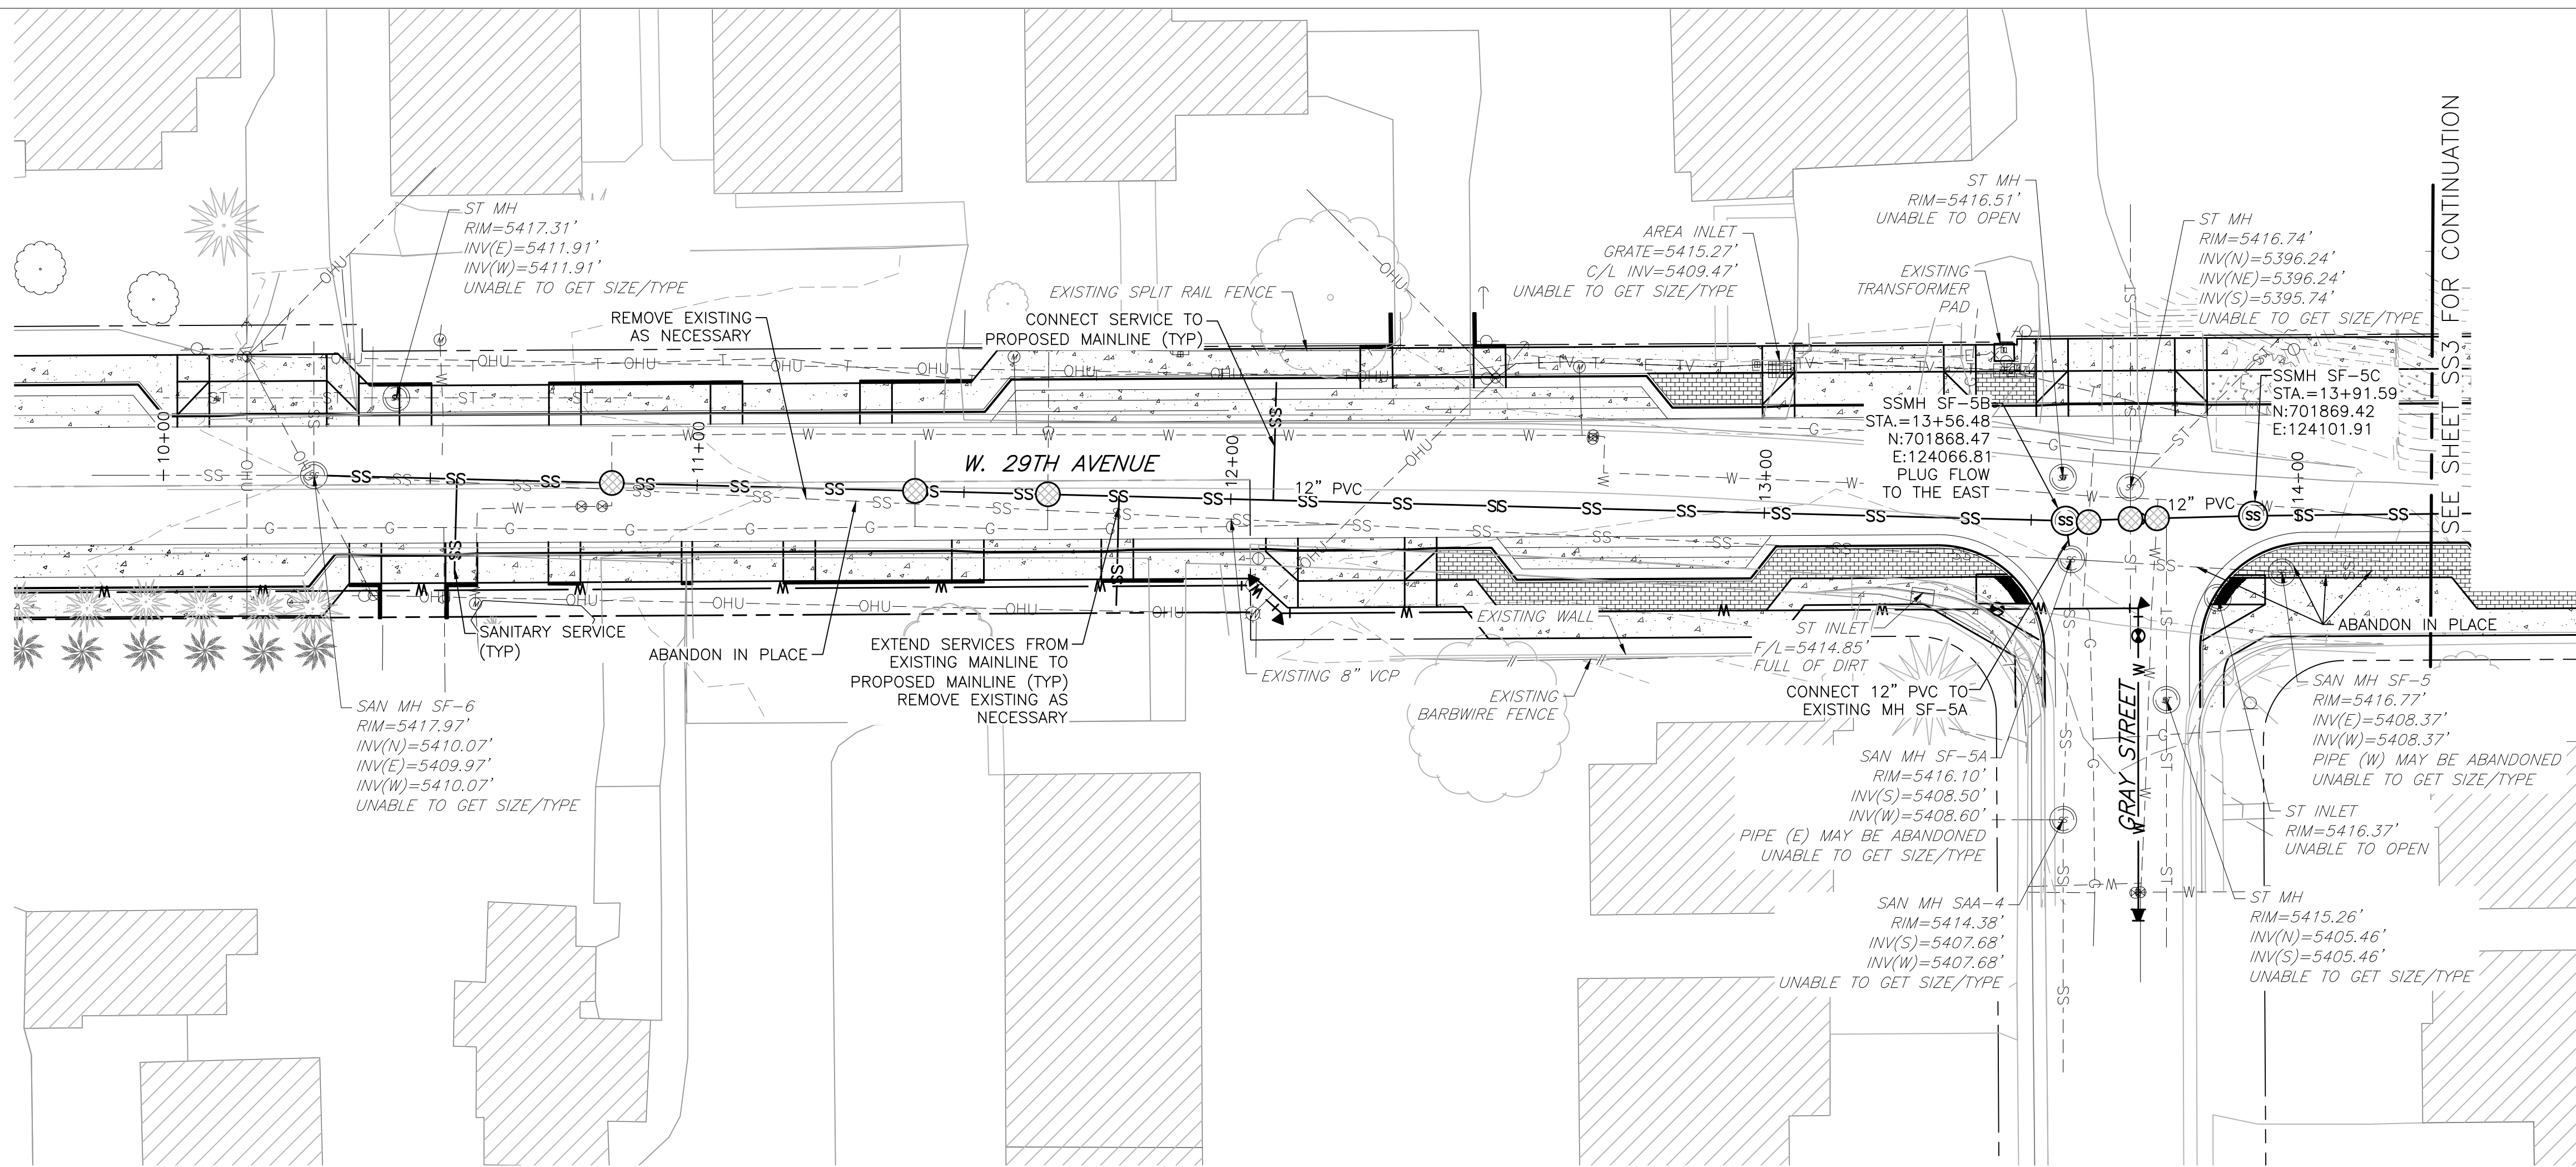 ST MH
RIM=5417.31'
INV(E)=5411.91'
INV(W)=5411.91'
UNABLE TO GET SIZE/TYPE
REMOVE EXISTING
AS NECESSARY
EXISTING SPLIT RAIL FENCE
CONNECT SERVICE TO
PROPOSED MAINLINE (TYP)
AREA INLET
GRATE=5415.27'
C/L INV=5409.47'
UNABLE TO GET SIZE/TYPE
ST MH
RIM=5416.51'
UNABLE TO OPEN
EXISTING
TRANSFORMER
PAD
ST MH
RIM=5416.74'
INV(N)=5396.24'
INV(NE)=5396.24'
INV(S)=5395.74'
UNABLE TO GET SIZE/TYPE
SEE SHEET SS3 FOR CONTINUATION
SSMH SF-5B
STA.=13+56.48
N:701868.47
E:124066.81
PLUG FLOW
TO THE EAST
SSMH SF-5C
STA.=13+91.59
N:701869.42
E:124101.91
10+00
11+00
12+00
13+00
14+00
W. 29TH AVENUE
12" PVC
12" PVC
SANITARY SERVICE
(TYP)
ABANDON IN PLACE
EXTEND SERVICES FROM
EXISTING MAINLINE TO
PROPOSED MAINLINE (TYP)
REMOVE EXISTING AS
NECESSARY
EXISTING 8" VCP
EXISTING WALL
EXISTING
BARBWIRE FENCE
ST INLET
F/L=5414.85'
FULL OF DIRT
CONNECT 12" PVC TO
EXISTING MH SF-5A
ABANDON IN PLACE
SAN MH SF-6
RIM=5417.97'
INV(N)=5410.07'
INV(E)=5409.97'
INV(W)=5410.07'
UNABLE TO GET SIZE/TYPE
SAN MH SF-5A
RIM=5416.10'
INV(S)=5408.50'
INV(W)=5408.60'
PIPE (E) MAY BE ABANDONED
UNABLE TO GET SIZE/TYPE
GRAY STREET
SAN MH SF-5
RIM=5416.77'
INV(E)=5408.37'
INV(W)=5408.37'
PIPE (W) MAY BE ABANDONED
UNABLE TO GET SIZE/TYPE
ST INLET
RIM=5416.37'
UNABLE TO OPEN
SAN MH SAA-4
RIM=5414.38'
INV(S)=5407.68'
INV(W)=5407.68'
UNABLE TO GET SIZE/TYPE
ST MH
RIM=5415.26'
INV(N)=5405.46'
INV(S)=5405.46'
UNABLE TO GET SIZE/TYPE